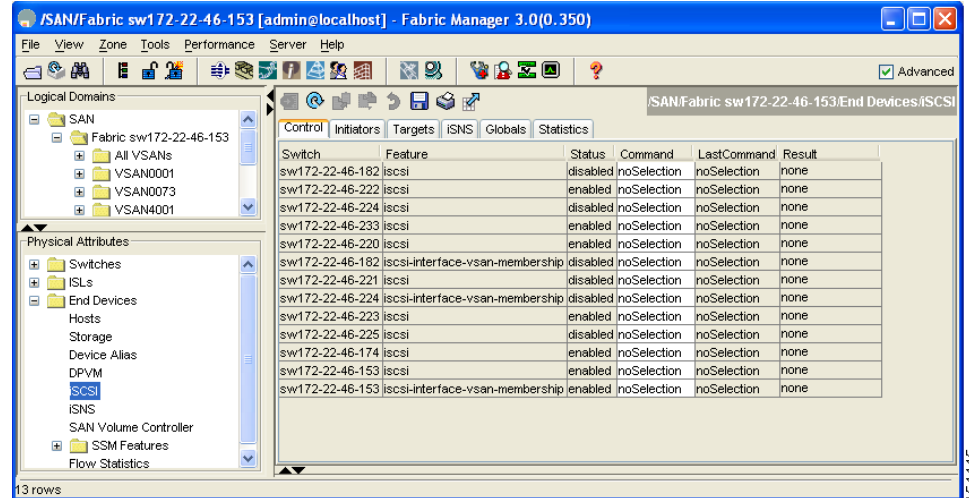 /SAN/Fabric sw172-22-46-153 [admin@localhost] - Fabric Manager 3.0(0.350)
File View Zone Tools Performance Server Help
Advanced
Logical Domains
SAN
Fabric sw172-22-46-153
All VSANs
VSAN0001
VSAN0073
VSAN4001
Physical Attributes
Switches
ISLs
End Devices
Hosts
Storage
Device Alias
DPVM
iSCSI
iSNS
SAN Volume Controller
SSM Features
Flow Statistics
/SAN/Fabric sw172-22-46-153/End Devices/iSCSI
Control Initiators Targets iSNS Globals Statistics
Switch Feature Status Command LastCommand Result
sw172-22-46-182 iscsi disabled noSelection noSelection none
sw172-22-46-222 iscsi enabled noSelection noSelection none
sw172-22-46-224 iscsi disabled noSelection noSelection none
sw172-22-46-233 iscsi enabled noSelection noSelection none
sw172-22-46-220 iscsi enabled noSelection noSelection none
sw172-22-46-182 iscsi-interface-vsan-membership disabled noSelection noSelection none
sw172-22-46-221 iscsi disabled noSelection noSelection none
sw172-22-46-224 iscsi-interface-vsan-membership disabled noSelection noSelection none
sw172-22-46-223 iscsi enabled noSelection noSelection none
sw172-22-46-225 iscsi disabled noSelection noSelection none
sw172-22-46-174 iscsi enabled noSelection noSelection none
sw172-22-46-153 iscsi enabled noSelection noSelection none
sw172-22-46-153 iscsi-interface-vsan-membership enabled noSelection noSelection none
13 rows